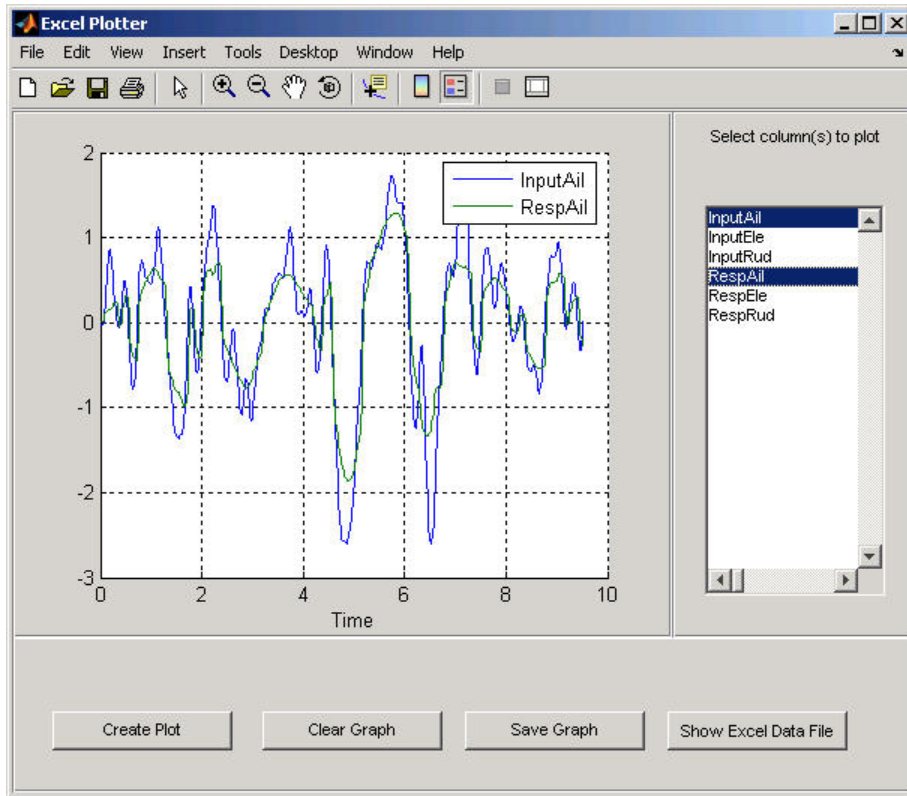 Excel Plotter
File Edit View Insert Tools Desktop Window Help
Select column(s) to plot
2
1
0
-1
-2
-3
0 2 4 6 8 10
Time
InputAil
RespAil
InputAil
InputEle
InputRud
RespAil
RespEle
RespRud
Create Plot Clear Graph Save Graph Show Excel Data File